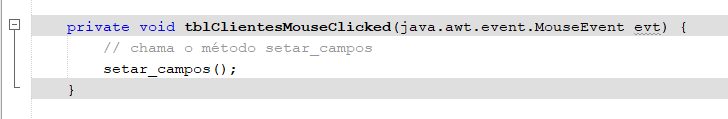 private void tblClientesMouseClicked(java.awt.event.MouseEvent evt) {
// chama o método setar_campos
setar_campos();
}